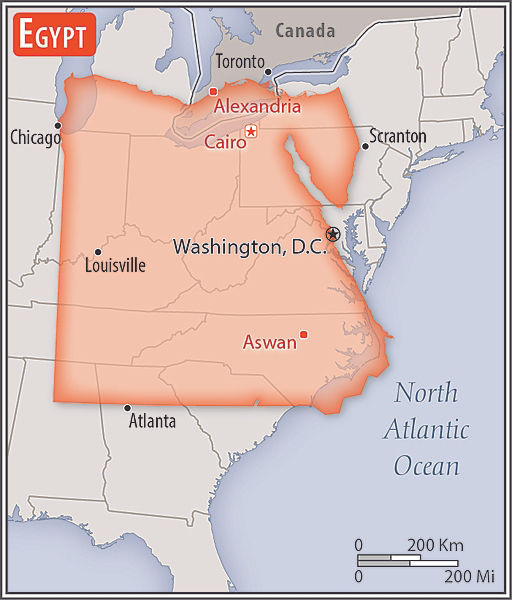 EGYPT
Canada
Toronto
Alexandria
Chicago
Cairo
Scranton
Washington, D.C.
Louisville
Aswan
North
Atlantic
Ocean
Atlanta
0 200 Km
0 200 Mi